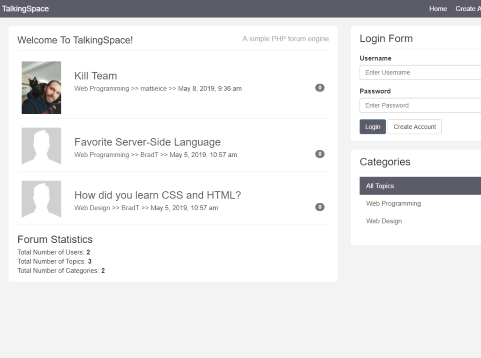 TalkingSpace
Home Create A
Welcome To TalkingSpace!
A simple PHP forum engine
Kill Team
Web Programming >> mattieice >> May 8, 2019, 9:36 am
0
Favorite Server-Side Language
Web Programming >> BradT >> May 5, 2019, 10:57 am
0
How did you learn CSS and HTML?
Web Design >> BradT >> May 5, 2019, 10:57 am
0
Forum Statistics
Total Number of Users: 2
Total Number of Topics: 3
Total Number of Categories: 2
Login Form
Username
Enter Username
Password
Enter Password
Login
Create Account
Categories
All Topics
Web Programming
Web Design